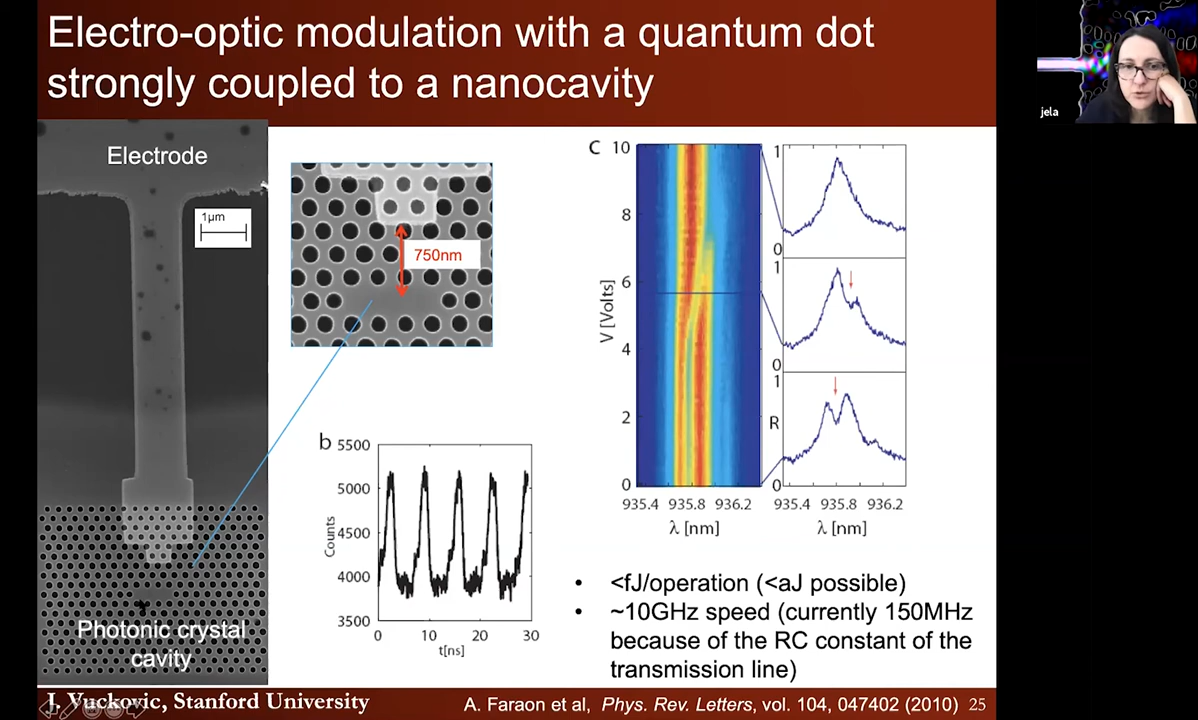 Electro-optic modulation with a quantum dot
strongly coupled to a nanocavity
jela
Electrode
1µm
750nm
Photonic crystal
cavity
b
5500
5000
4500
4000
3500
Counts
0 10 20 30
t[ns]
C
10
8
6
4
2
0
V [Volts]
935.4 935.8 936.2
λ [nm]
1
0
1
0
1
R
0
935.4 935.8 936.2
λ [nm]
• <fJ/operation (<aJ possible)
• ~10GHz speed (currently 150MHz
because of the RC constant of the
transmission line)
J. Vuckovic, Stanford University
A. Faraon et al, Phys. Rev. Letters, vol. 104, 047402 (2010) 25